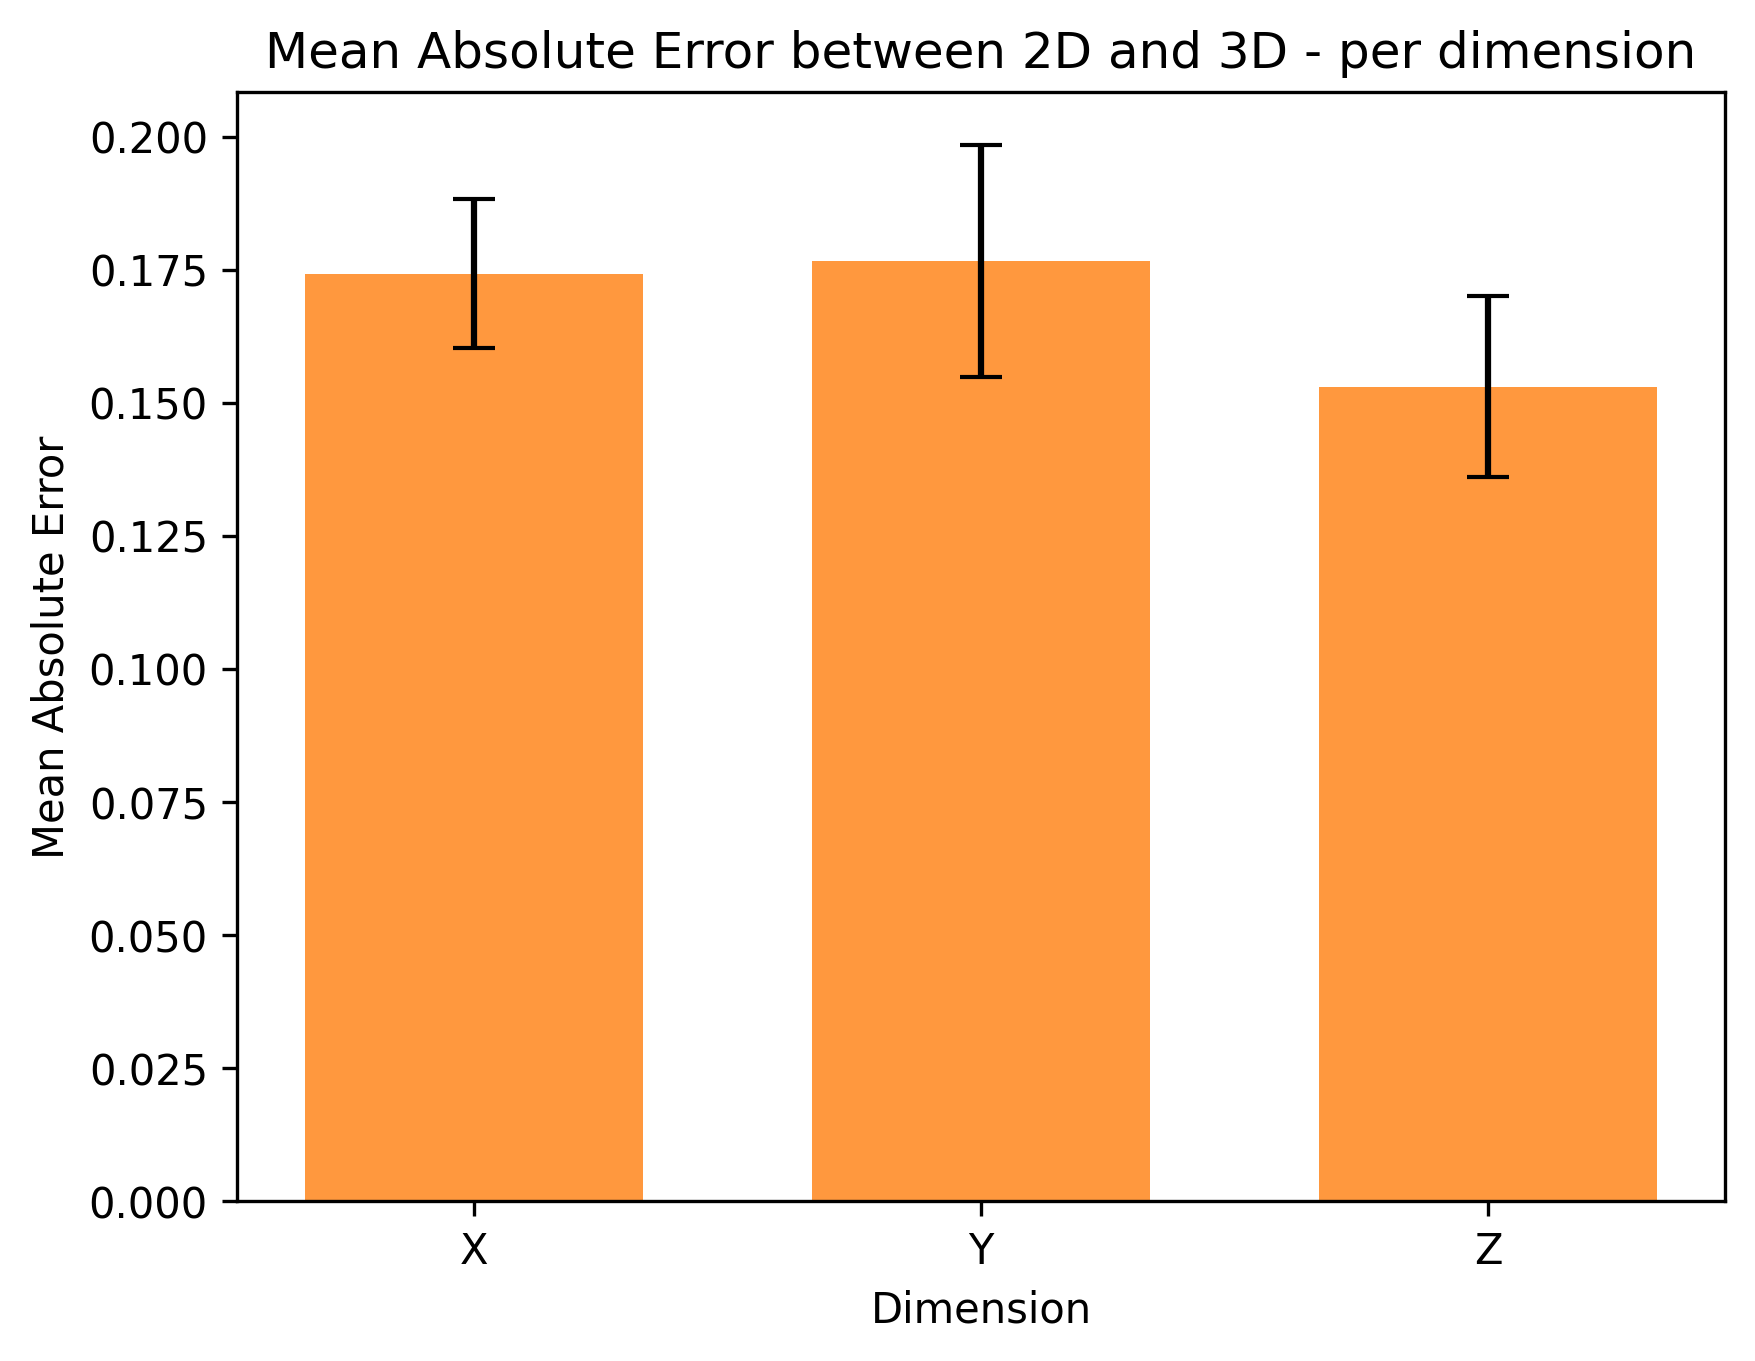 Mean Absolute Error between 2D and 3D - per dimension
Mean Absolute Error
0.200
0.175
0.150
0.125
0.100
0.075
0.050
0.025
0.000
X Y Z
Dimension